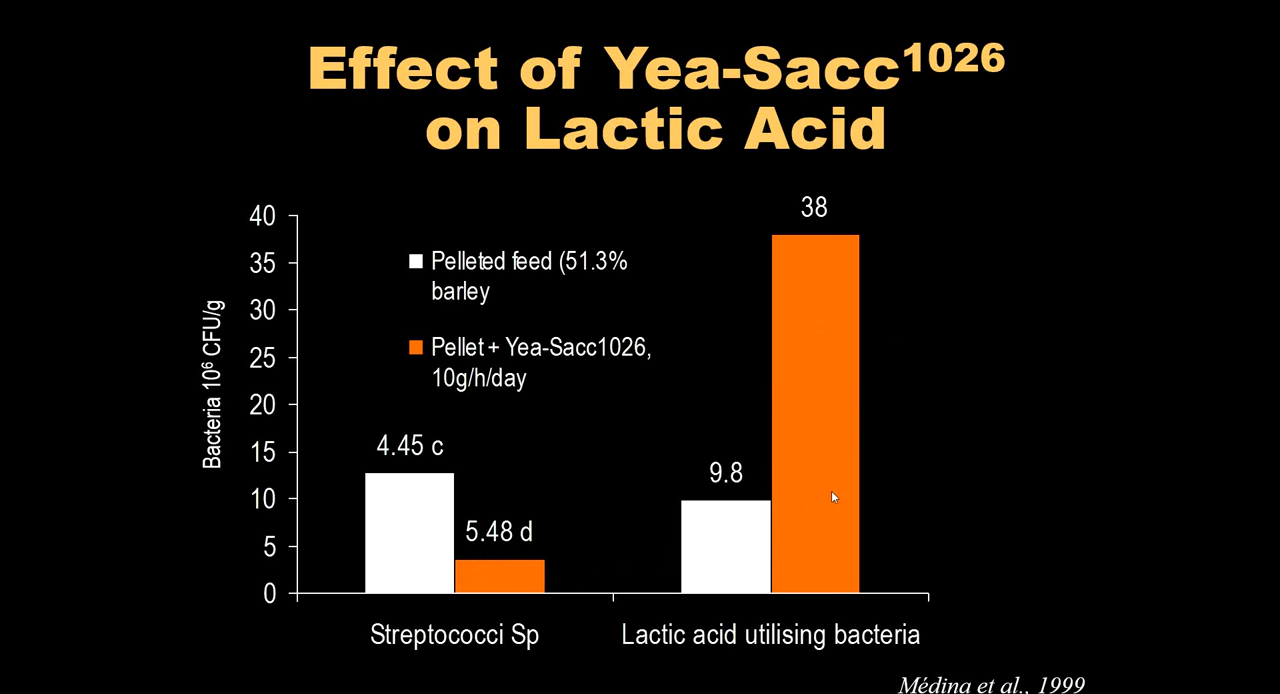 Effect of Yea-Sacc¹⁰²⁶
on Lactic Acid
40
35
30
25
20
15
10
5
0
Bacteria 10⁶ CFU/g
Pelleted feed (51.3%
barley
Pellet + Yea-Sacc1026,
10g/h/day
4.45 c
5.48 d
9.8
38
Streptococci Sp
Lactic acid utilising bacteria
Médina et al., 1999